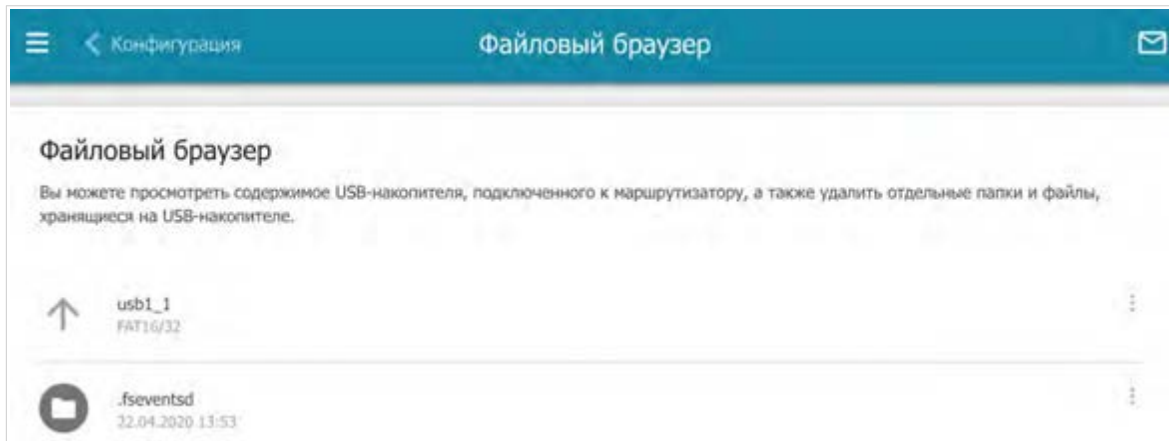 Конфигурация
Файловый браузер
Файловый браузер
Вы можете просмотреть содержимое USB-накопителя, подключенного к маршрутизатору, а также удалить отдельные папки и файлы,
хранящиеся на USB-накопителе.
usb1_1
FAT16/32
.fseventsd
22.04.2020 13:53